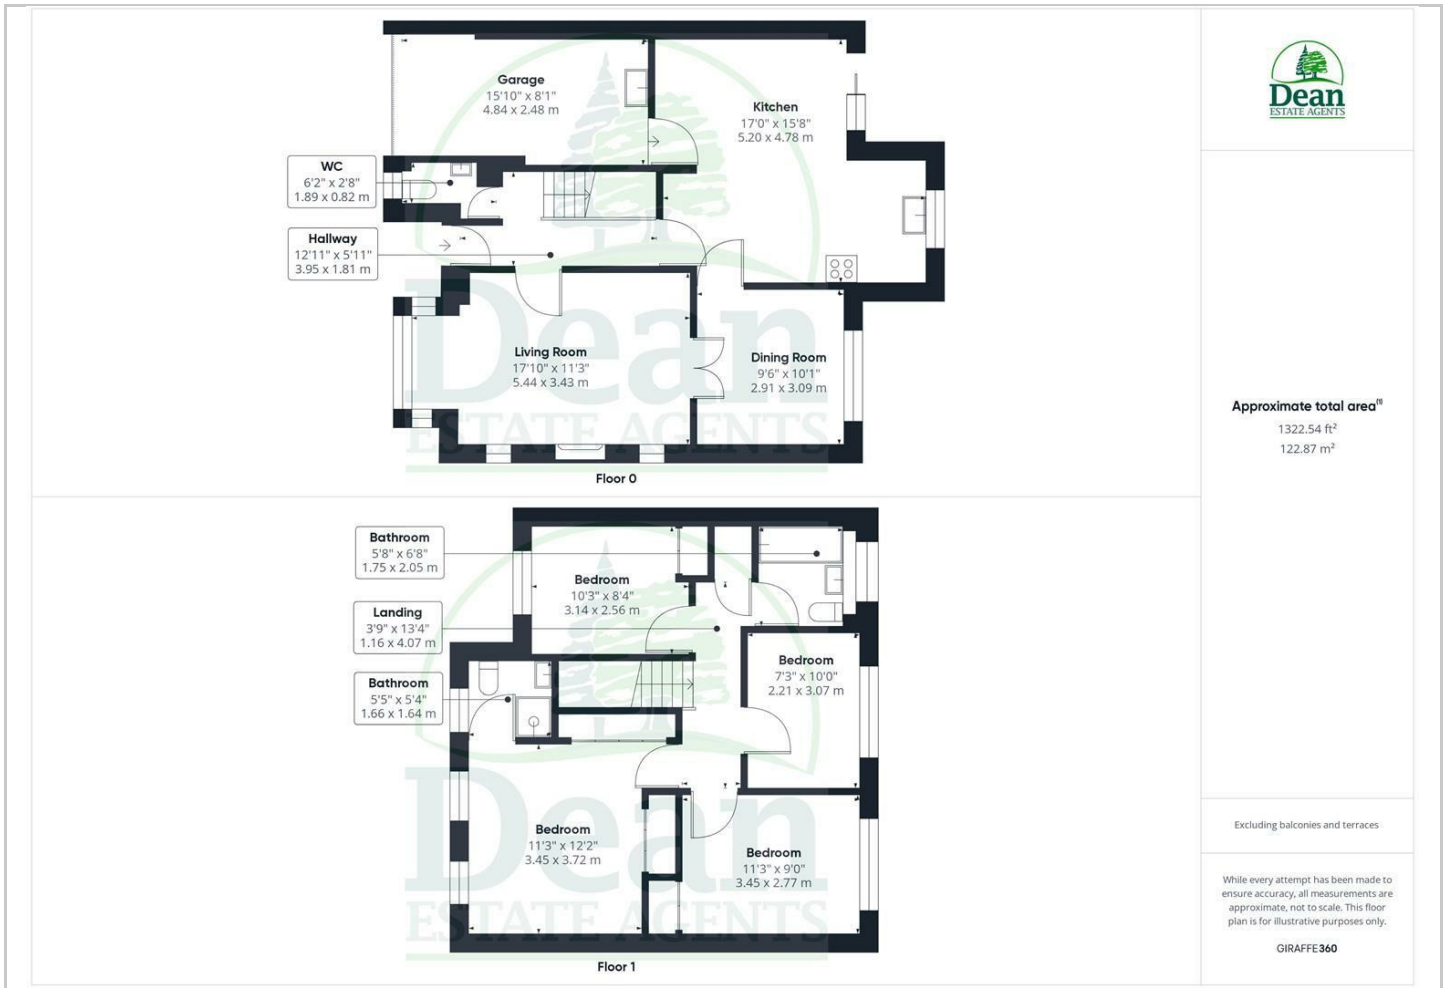 Garage
15'10" x 8'1"
4.84 x 2.48 m
Kitchen
17'0" x 15'8"
5.20 x 4.78 m
WC
6'2" x 2'8"
1.89 x 0.82 m
Hallway
12'11" x 5'11"
3.95 x 1.81 m
Living Room
17'10" x 11'3"
5.44 x 3.43 m
Dining Room
9'6" x 10'1"
2.91 x 3.09 m
Dean
ESTATE AGENTS
Floor 0
Bathroom
5'8" x 6'8"
1.75 x 2.05 m
Bedroom
10'3" x 8'4"
3.14 x 2.56 m
Landing
3'9" x 13'4"
1.16 x 4.07 m
Bedroom
7'3" x 10'0"
2.21 x 3.07 m
Bathroom
5'5" x 5'4"
1.66 x 1.64 m
Bedroom
11'3" x 12'2"
3.45 x 3.72 m
Bedroom
11'3" x 9'0"
3.45 x 2.77 m
Dean
ESTATE AGENTS
Floor 1
Dean
ESTATE AGENTS
Approximate total area⁽¹⁾
1322.54 ft²
122.87 m²
Excluding balconies and terraces
While every attempt has been made to
ensure accuracy, all measurements are
approximate, not to scale. This floor
plan is for illustrative purposes only.
GIRAFFE360